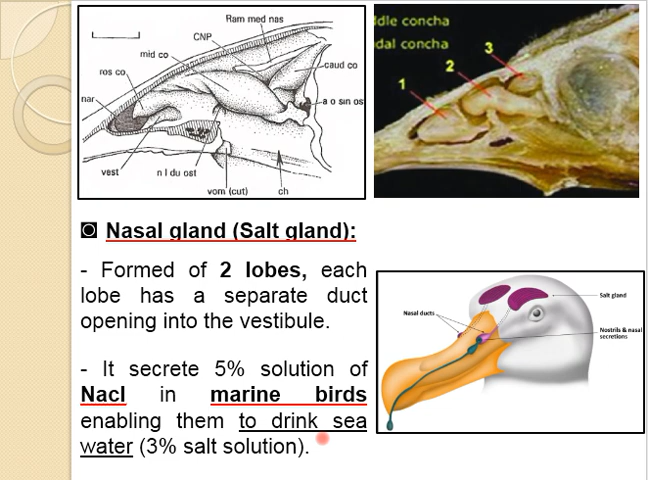 Ram med nas
CNP
mid co
caud co
ros co
nar
a o sin os
vest
n l du ost
vom (cut)
ch
ddle concha
dal concha
3
2
1
Nasal gland (Salt gland):
- Formed of 2 lobes, each
lobe has a separate duct
opening into the vestibule.
- It secrete 5% solution of
Nacl in marine birds
enabling them to drink sea
water (3% salt solution).
Salt gland
Nasal ducts
Nostrils & nasal
secretions